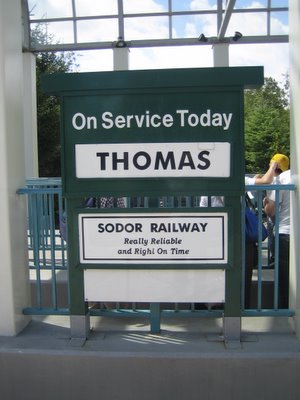 On Service Today
THOMAS
SODOR RAILWAY
Really Reliable
and Right On Time